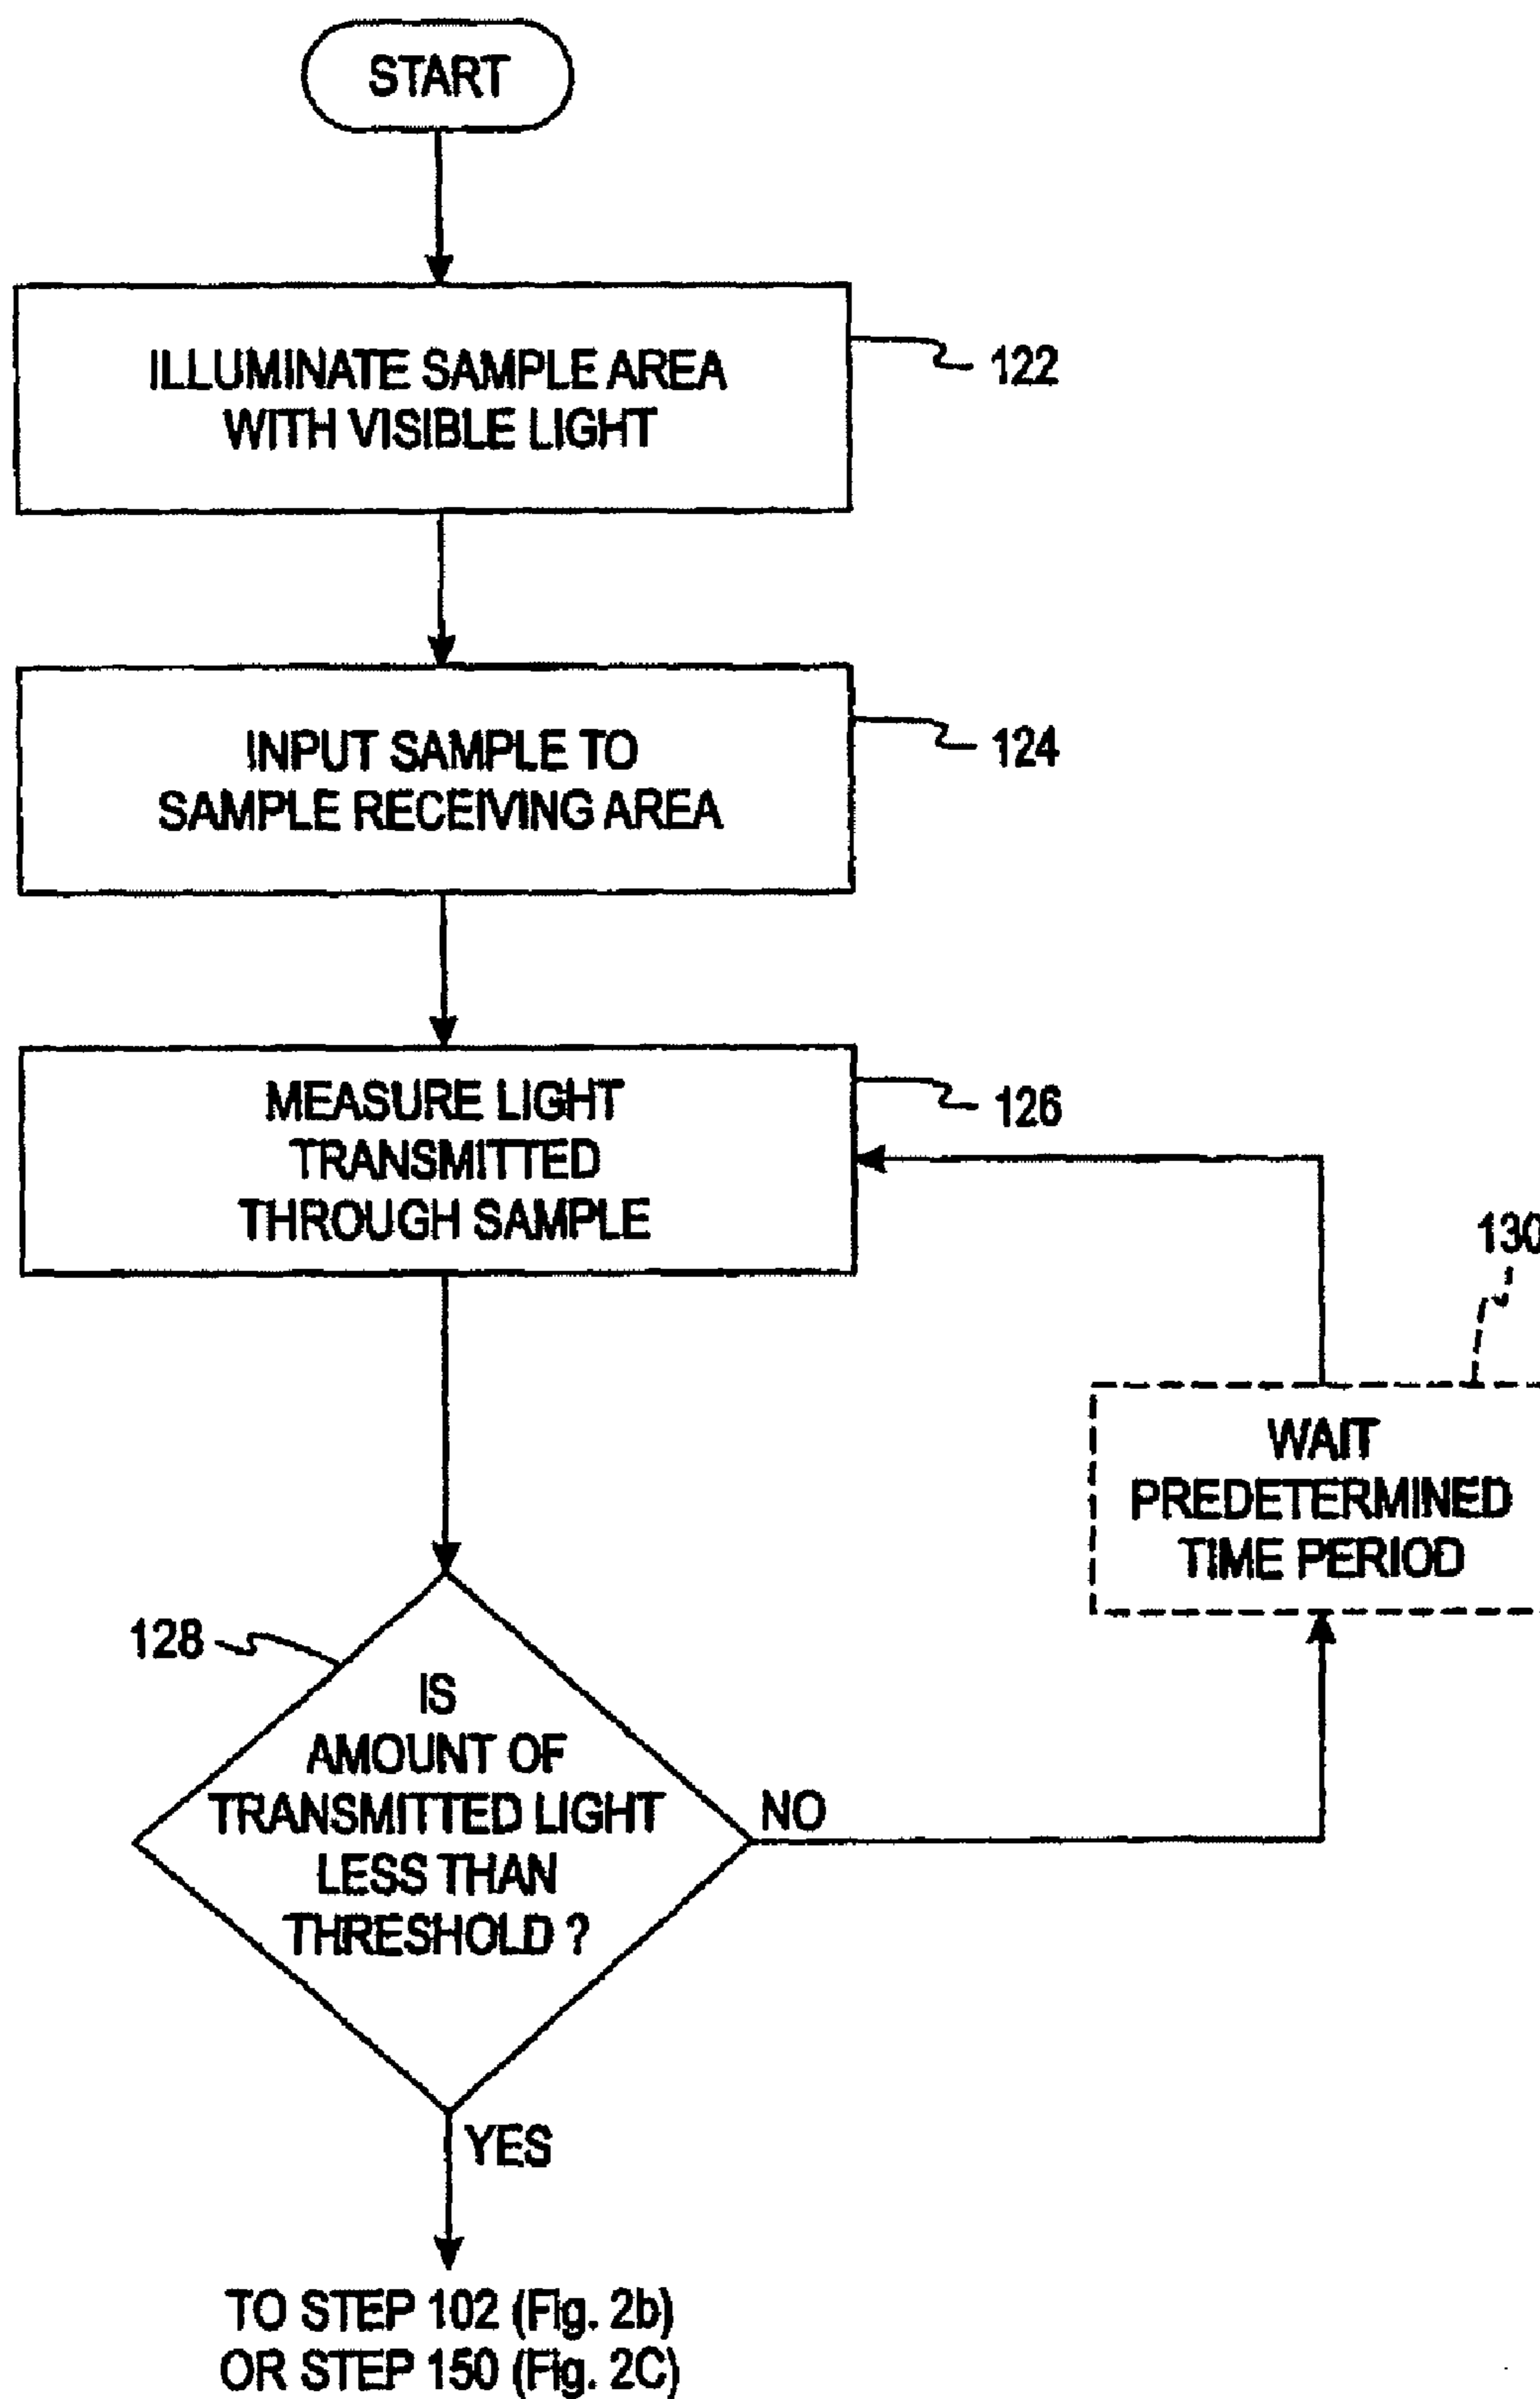 START
ILLUMINATE SAMPLE AREA
WITH VISIBLE LIGHT
122
INPUT SAMPLE TO
SAMPLE RECEIVING AREA
124
MEASURE LIGHT
TRANSMITTED
THROUGH SAMPLE
126
130
WAIT
PREDETERMINED
TIME PERIOD
128
IS
AMOUNT OF
TRANSMITTED LIGHT
LESS THAN
THRESHOLD ?
NO
YES
TO STEP 102 (Fig. 2b)
OR STEP 150 (Fig. 2C)